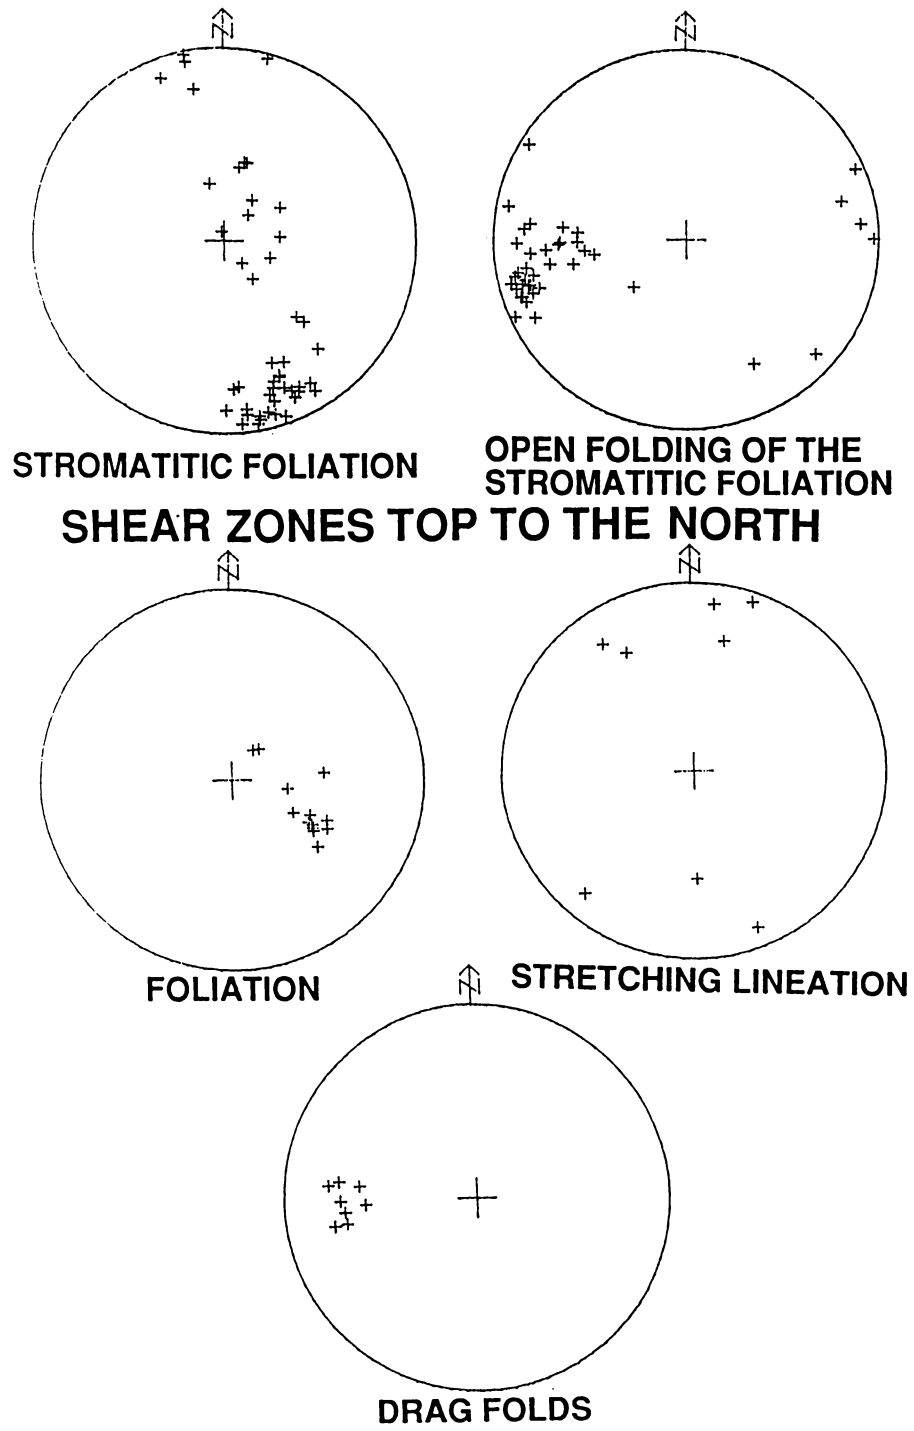 N N
STROMATITIC FOLIATION
OPEN FOLDING OF THE
STROMATITIC FOLIATION
SHEAR ZONES TOP TO THE NORTH
N N
FOLIATION
STRETCHING LINEATION
N
DRAG FOLDS